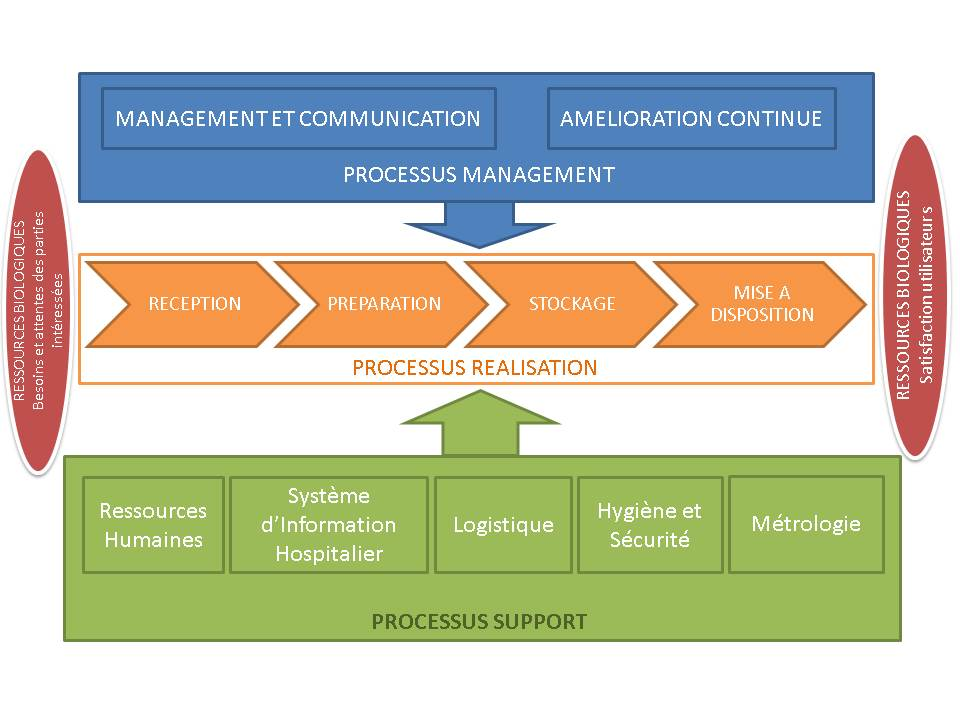 MANAGEMENT ET COMMUNICATION
AMELIORATION CONTINUE
PROCESSUS MANAGEMENT
RESSOURCES BIOLOGIQUES
Besoins et attentes des parties
intéressées
RECEPTION
PREPARATION
STOCKAGE
MISE A
DISPOSITION
PROCESSUS REALISATION
RESSOURCES BIOLOGIQUES
Satisfaction utilisateurs
Ressources
Humaines
Système
d'Information
Hospitalier
Logistique
Hygiène et
Sécurité
Métrologie
PROCESSUS SUPPORT